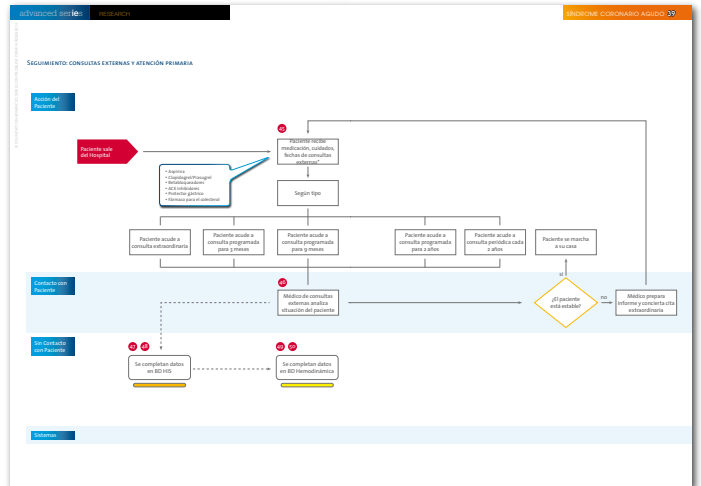 advanced series RESEARCH
SÍNDROME CORONARIO AGUDO 39
SEGUIMIENTO: CONSULTAS EXTERNAS Y ATENCIÓN PRIMARIA
Acción del
Paciente
Paciente sale
del Hospital
45
Paciente recibe
medicación, cuidados,
fechas de consultas
externas*
• Aspirina
• Clopidogrel/Prasugrel
• Betabloqueadores
• ACE Inhibidores
• Protector gástrico
• Fármaco para el colesterol
Según tipo
Paciente acude a
consulta extraordinaria
Paciente acude a
consulta programada
para 3 meses
Paciente acude a
consulta programada
para 9 meses
Paciente acude a
consulta programada
para 2 años
Paciente acude a
consulta periódica cada
2 años
Paciente se marcha
a su casa
Contacto con
Paciente
46
Médico de consultas
externas analiza
situación del paciente
si
¿El paciente
está estable?
no
Médico prepara
informe y concierta cita
extraordinaria
Sin Contacto
con Paciente
47 48
Se completan datos
en BD HIS
49 50
Se completan datos
en BD Hemodinámica
Sistemas